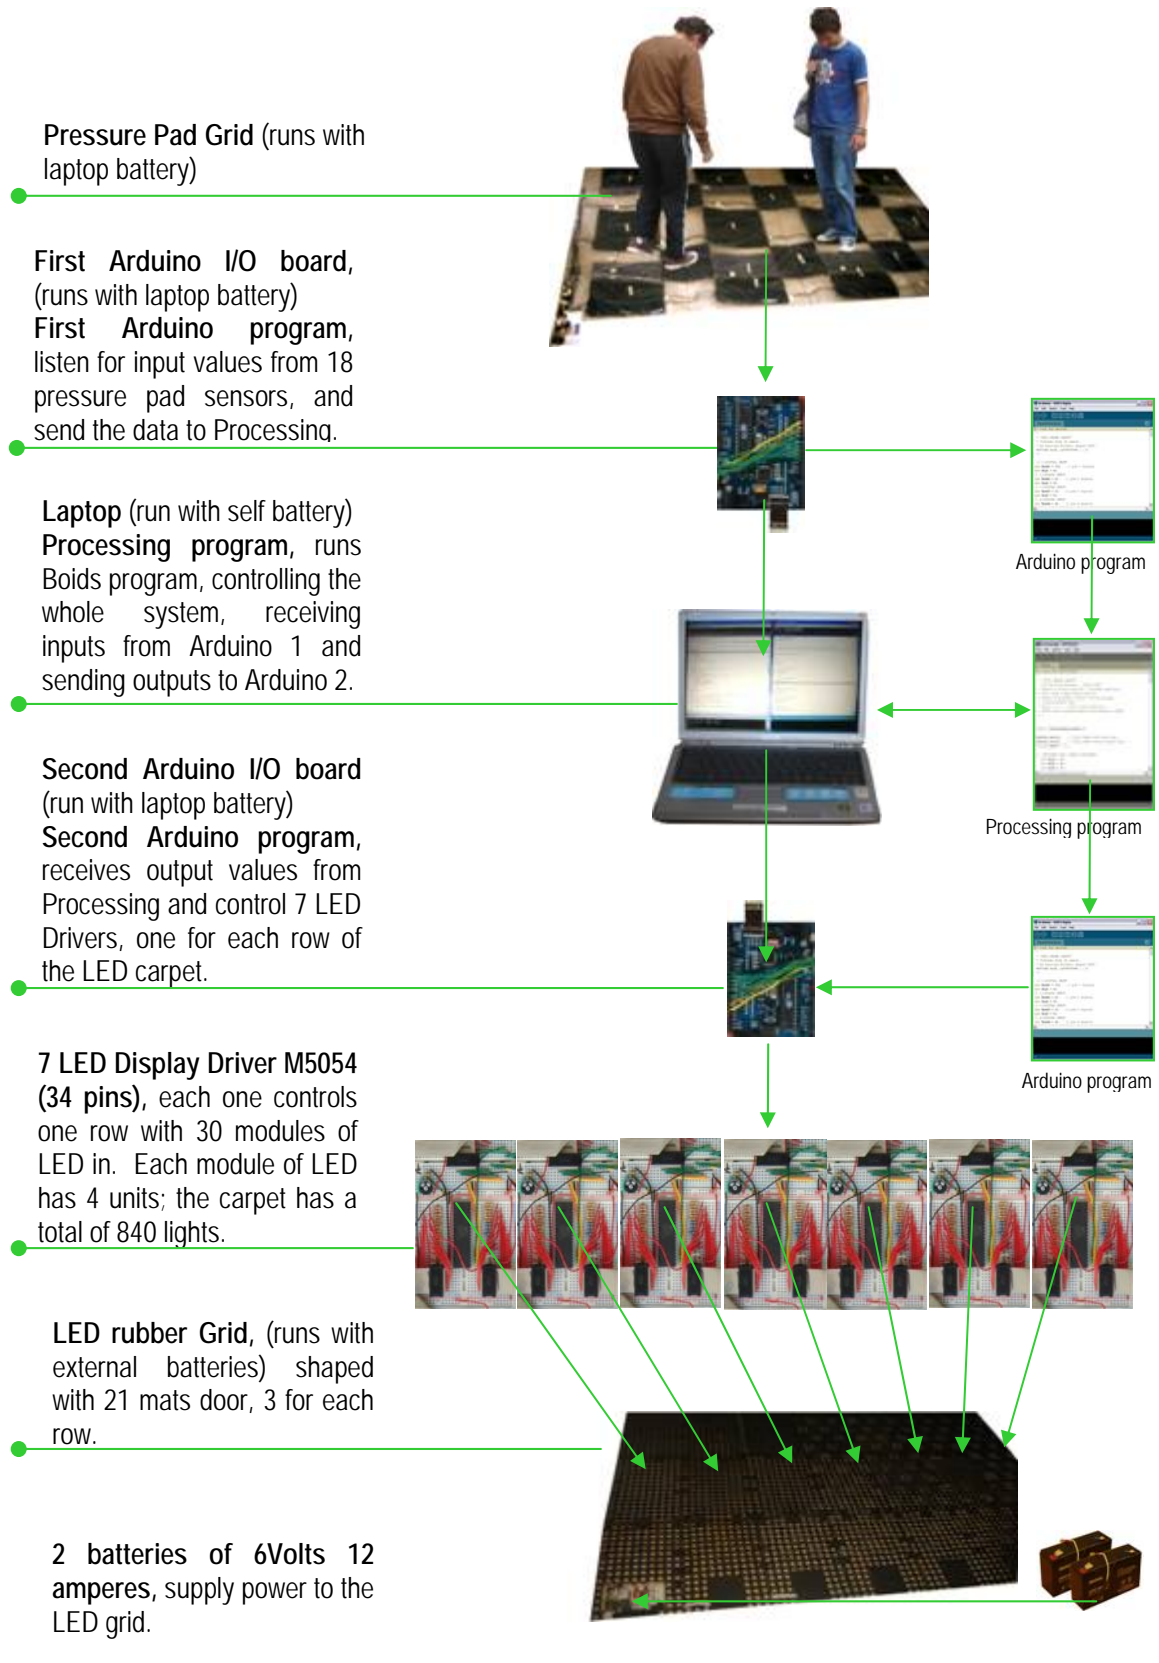 Pressure Pad Grid (runs with
laptop battery)
First Arduino I/O board,
(runs with laptop battery)
First Arduino program,
listen for input values from 18
pressure pad sensors, and
send the data to Processing.
Arduino program
Laptop (run with self battery)
Processing program, runs
Boids program, controlling the
whole system, receiving
inputs from Arduino 1 and
sending outputs to Arduino 2.
Processing program
Second Arduino I/O board
(run with laptop battery)
Second Arduino program,
receives output values from
Processing and control 7 LED
Drivers, one for each row of
the LED carpet.
Arduino program
7 LED Display Driver M5054
(34 pins), each one controls
one row with 30 modules of
LED in. Each module of LED
has 4 units; the carpet has a
total of 840 lights.
LED rubber Grid, (runs with
external batteries) shaped
with 21 mats door, 3 for each
row.
2 batteries of 6Volts 12
amperes, supply power to the
LED grid.